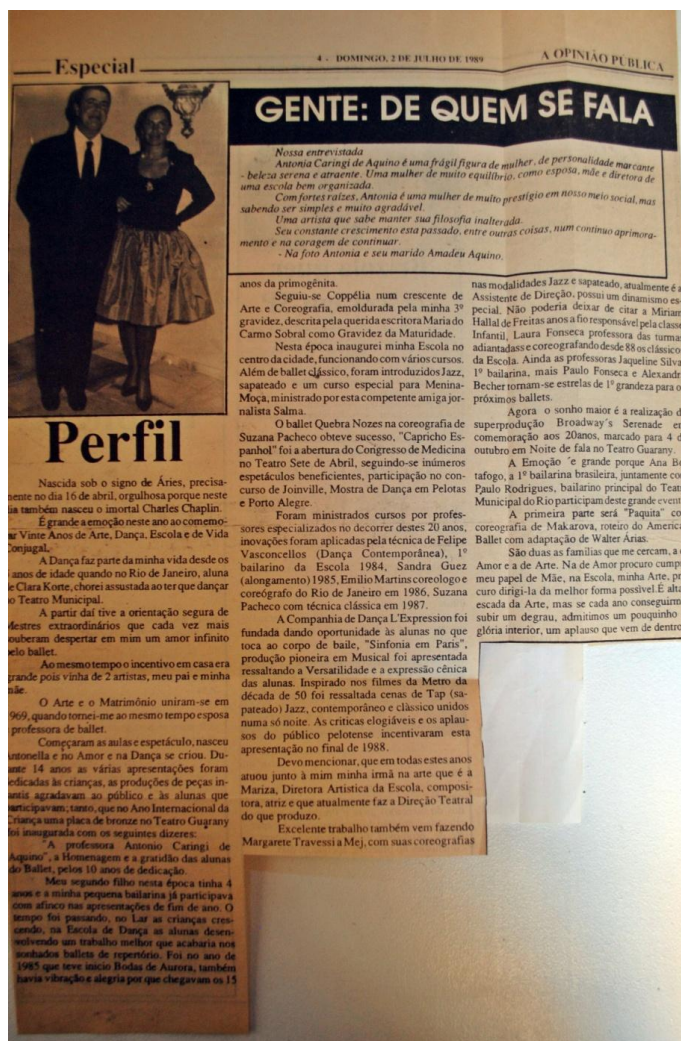 Especial
4 - DOMINGO, 2 DE JULHO DE 1989
A OPINIÃO PÚBLICA
GENTE: DE QUEM SE FALA
Nossa entrevistada
Antonia Caringi de Aquino é uma frágil figura de mulher, de personalidade marcante
- beleza serena e atraente. Uma mulher de muito equilíbrio, como esposa, mãe e diretora de
uma escola bem organizada.
Com fortes raízes, Antonia é uma mulher de muito prestígio em nosso meio social, mas
sabendo ser simples e muito agradável.
Uma artista que sabe manter sua filosofia inalterada.
Seu constante crescimento esta passado, entre outras coisas, num continuo aprimora-
mento e na coragem de continuar.
- Na foto Antonia e seu marido Amadeu Aquino.
Perfil
Nascida sob o signo de Áries, precisa-
mente no dia 16 de abril, orgulhosa porque neste
dia também nasceu o imortal Charles Chaplin.
É grande a emoção neste ano ao comemo-
rar Vinte Anos de Arte, Dança, Escola e de Vida
Conjugal.
A Dança faz parte da minha vida desde os
anos de idade quando no Rio de Janeiro, aluna
de Clara Korte, chorei assustada ao ter que dançar
no Teatro Municipal.
A partir daí tive a orientação segura de
Mestres extraordinários que cada vez mais
souberam despertar em mim um amor infinito
pelo ballet.
Ao mesmo tempo o incentivo em casa era
grande pois vinha de 2 artistas, meu pai e minha
mãe.
O Arte e o Matrimônio uniram-se em
1969, quando tornei-me ao mesmo tempo esposa
e professora de ballet.
Começaram as aulas e espetáculo, nasceu
Antonella e no Amor e na Dança se criou. Du-
rante 14 anos as várias apresentações foram
dedicadas às crianças, as produções de peças in-
fantis agradavam ao público e às alunas que
participavam; tanto, que no Ano Internacional da
Criança uma placa de bronze no Teatro Guarany
foi inaugurada com os seguintes dizeres:
"A professora Antonio Caringi de
Aquino", a Homenagem e a gratidão das alunas
do Ballet, pelos 10 anos de dedicação.
Meu segundo filho nesta época tinha 4
anos e a minha pequena bailarina já participava
com afinco nas apresentações de fim de ano. O
tempo foi passando, no Lar as crianças cres-
cendo, na Escola de Dança as alunas desen-
volvendo um trabalho melhor que acabaria nos
sonhados ballets de repertório. Foi no ano de
1985 que teve inicio Bodas de Aurora, também
havia vibração e alegria por que chegavam os 15
anos da primogênita.
Seguiu-se Coppélia num crescente de
Arte e Coreografia, emoldurada pela minha 3ª
gravidez, descrita pela querida escritora Maria do
Carmo Sobral como Gravidez da Maturidade.
Nesta época inaugurei minha Escola no
centro da cidade, funcionando com vários cursos.
Além de ballet clássico, foram introduzidos Jazz,
sapateado e um curso especial para Menina-
Moça, ministrado por esta competente amiga jor-
nalista Salma.
O ballet Quebra Nozes na coreografia de
Suzana Pacheco obteve sucesso, "Capricho Es-
panhol" foi a abertura do Congresso de Medicina
no Teatro Sete de Abril, seguindo-se inúmeros
espetáculos beneficientes, participação no con-
curso de Joinville, Mostra de Dança em Pelotas
e Porto Alegre.
Foram ministrados cursos por profes-
sores especializados no decorrer destes 20 anos,
inovações foram aplicadas pela técnica de Felipe
Vasconcellos (Dança Contemporânea), 1º
bailarino da Escola 1984, Sandra Guez
(alongamento) 1985, Emilio Martins coreologo e
coreógrafo do Rio de Janeiro em 1986, Suzana
Pacheco com técnica clássica em 1987.
A Companhia de Dança L'Expression foi
fundada dando oportunidade às alunas no que
toca ao corpo de baile, "Sinfonia em Paris",
produção pioneira em Musical foi apresentada
ressaltando a Versatilidade e a expressão cênica
das alunas. Inspirado nos filmes da Metro da
década de 50 foi ressaltada cenas de Tap (sa-
pateado) Jazz, contemporâneo e clàssico unidos
numa só noite. As criticas elogiáveis e os aplau-
sos do público pelotense incentivaram esta
apresentação no final de 1988.
Devo mencionar, que em todas estes anos
atuou junto à mim minha irmã na arte que é a
Mariza, Diretora Artistica da Escola, composi-
tora, atriz e que atualmente faz a Direção Teatral
do que produzo.
Excelente trabalho também vem fazendo
Margarete Travessi a Mej, com suas coreografias
nas modalidades Jazz e sapateado, atualmente é a
Assistente de Direção, possui um dinamismo es-
pecial. Não poderia deixar de citar a Miriam
Hallal de Freitas anos a fio responsável pela classe
Infantil, Laura Fonseca professora das turmas
adiantadass e coreografando desde 88 os clássicos
da Escola. Ainda as professoras Jaqueline Silva
1º bailarina, mais Paulo Fonseca e Alexandr
Becher tornam-se estrelas de 1º grandeza para o
próximos ballets.
Agora o sonho maior é a realização d
superprodução Broadway's Serenade em
comemoração aos 20anos, marcado para 4 d
outubro em Noite de fala no Teatro Guarany.
A Emoção ´e grande porque Ana Bo
tafogo, a 1º bailarina brasileira, juntamente co
Paulo Rodrigues, bailarino principal do Teat
Municipal do Rio participam deste grande event
A primeira parte será "Paquita" co
coreografia de Makarova, roteiro do America
Ballet com adaptação de Walter Árias.
São duas as familias que me cercam, a d
Amor e a de Arte. Na de Amor procuro cump
meu papel de Mãe, na Escola, minha Arte, pr
curo dirigi-la da melhor forma possível. É alta
escada da Arte, mas se cada ano conseguirm
subir um degrau, admitimos um pouquinho
glória interior, um aplauso que vem de dentro